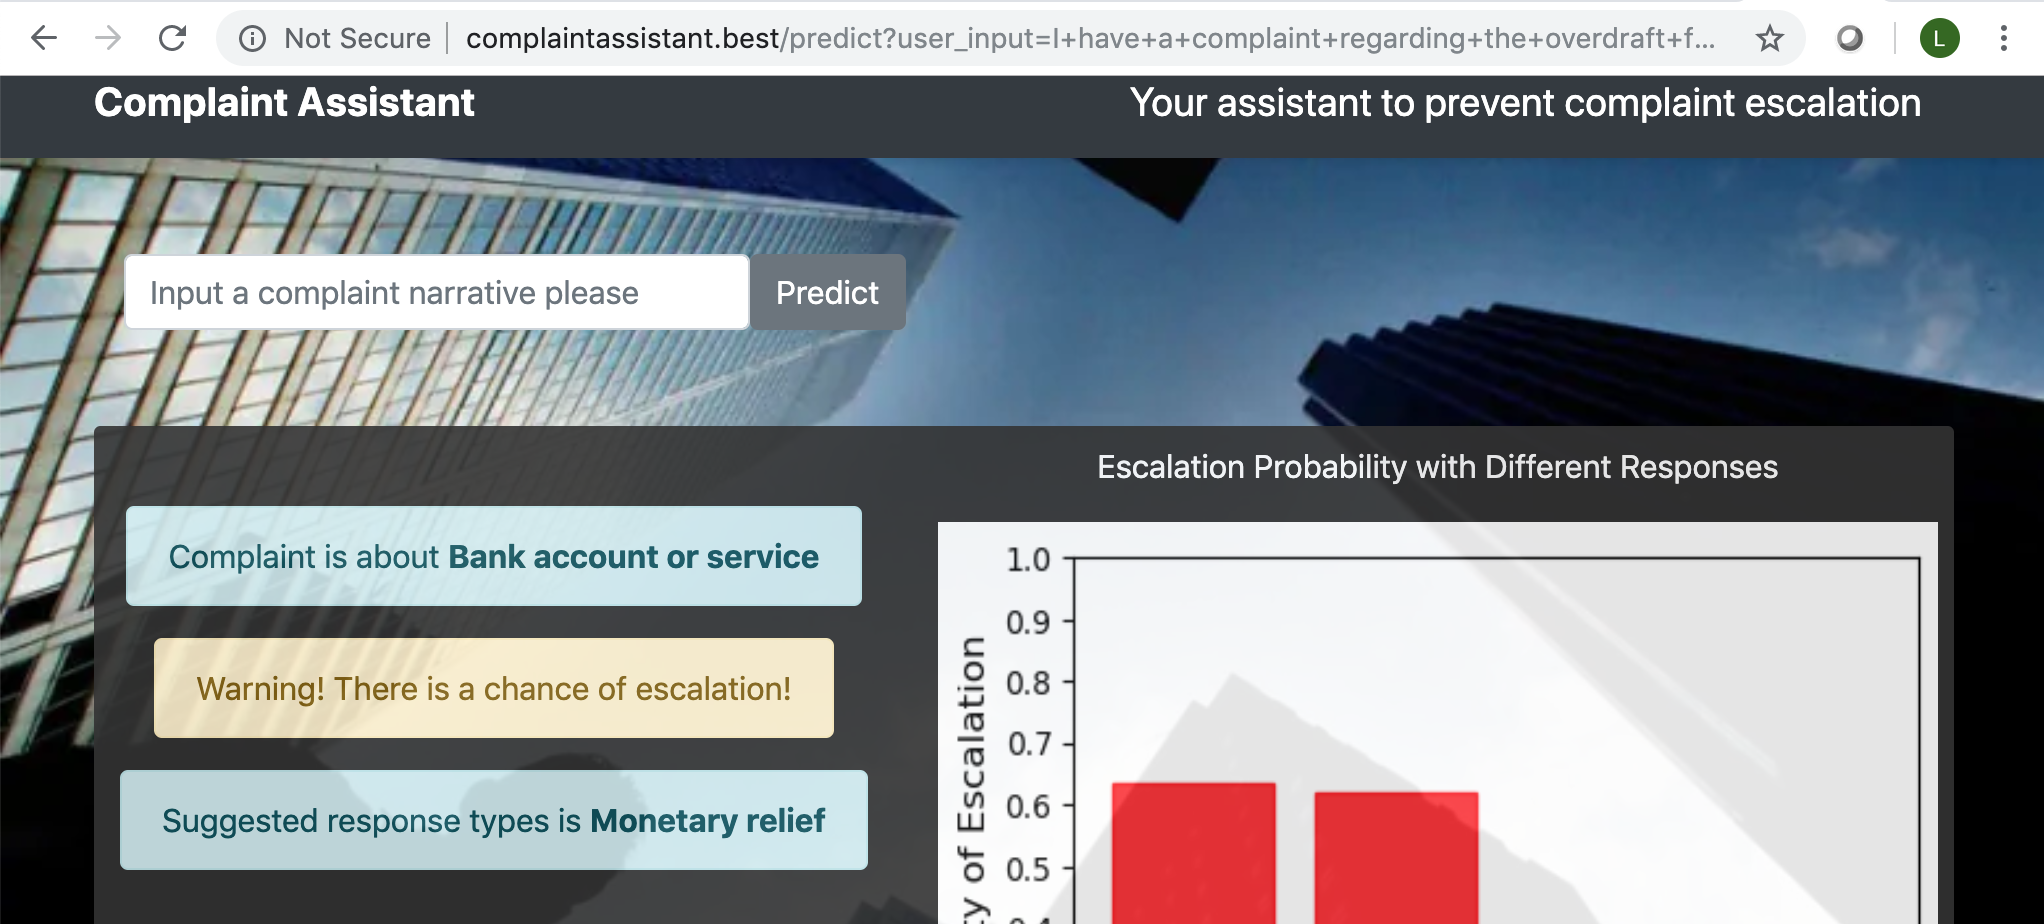 Not Secure complaintassistant.best/predict?user_input=I+have+a+complaint+regarding+the+overdraft+f...
L
Complaint Assistant
Your assistant to prevent complaint escalation
Input a complaint narrative please
Predict
Complaint is about Bank account or service
Warning! There is a chance of escalation!
Suggested response types is Monetary relief
Escalation Probability with Different Responses
1.0
0.9
0.8
0.7
0.6
0.5
y of Escalation